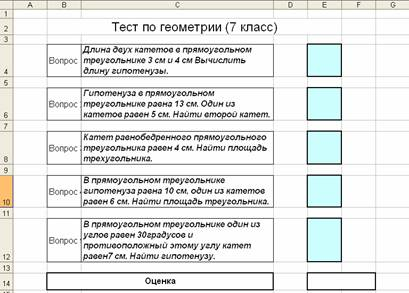 A B C D E F G
1
2 Тест по геометрии (7 класс)
3
Длина двух катетов в прямоугольном
треугольнике 3 см и 4 см Вычислить
4 Вопрос длину гипотенузы.
5
Гипотенуза в прямоугольном
треугольнике равна 13 см. Один из
6 Вопрос катетов равен 5 см. Найти второй катет.
7
Катет равнобедренного прямоугольного
треугольника равен 4 см. Найти площадь
8 Вопрос трехугольника.
9
В прямоугольном треугольнике
гипотенуза равна 10 см, один из катетов
10 Вопрос равен 6 см. Найти площадь треугольника.
11
В прямоугольном треугольнике один из
углов равен 30градусов и
Вопрос противоположный этому углу катет
12 равен7 см. Найти гипотенузу.
13
14 Оценка